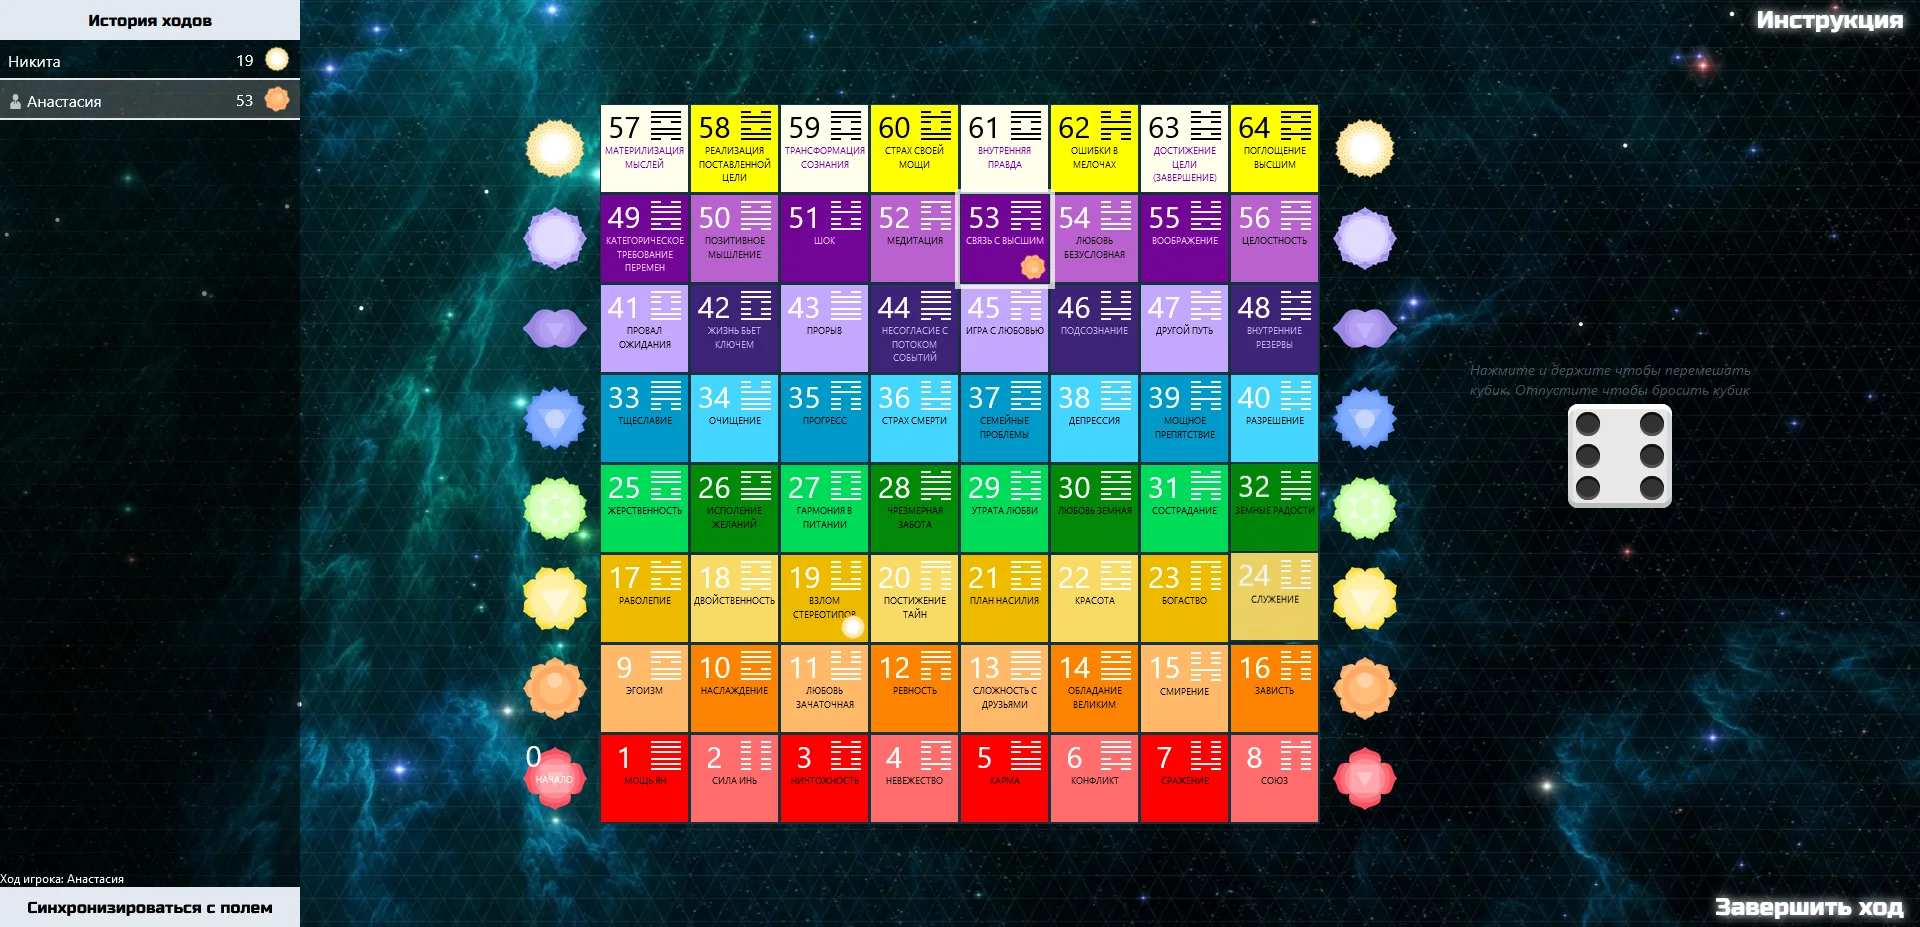 История ходов
Никита 19
Анастасия 53
Инструкция
57 58 59 60 61 62 63 64
МАТЕРИЛИЗАЦИЯ МЫСЛЕЙ
РЕАЛИЗАЦИЯ ПОСТАВЛЕННОЙ ЦЕЛИ
ТРАНСФОРМАЦИЯ СОЗНАНИЯ
СТРАХ СВОЕЙ МОЩИ
ВНУТРЕННЯЯ ПРАВДА
ОШИБКИ В МЕЛОЧАХ
ДОСТИЖЕНИЕ ЦЕЛИ (ЗАВЕРШЕНИЕ)
ПОГЛОЩЕНИЕ ВЫСШИМ
49 50 51 52 53 54 55 56
КАТЕГОРИЧЕСКОЕ ТРЕБОВАНИЕ ПЕРЕМЕН
ПОЗИТИВНОЕ МЫШЛЕНИЕ
ШОК
МЕДИТАЦИЯ
СВЯЗЬ С ВЫСШИМ
ЛЮБОВЬ БЕЗУСЛОВНАЯ
ВООБРАЖЕНИЕ
ЦЕЛОСТНОСТЬ
41 42 43 44 45 46 47 48
ПРОВАЛ ОЖИДАНИЯ
ЖИЗНЬ БЬЕТ КЛЮЧЕМ
ПРОРЫВ
НЕСОГЛАСИЕ С ПОТОКОМ СОБЫТИЙ
ИГРА С ЛЮБОВЬЮ
ПОДСОЗНАНИЕ
ДРУГОЙ ПУТЬ
ВНУТРЕННИЕ РЕЗЕРВЫ
33 34 35 36 37 38 39 40
ТЩЕСЛАВИЕ
ОЧИЩЕНИЕ
ПРОГРЕСС
СТРАХ СМЕРТИ
СЕМЕЙНЫЕ ПРОБЛЕМЫ
ДЕПРЕССИЯ
МОЩНОЕ ПРЕПЯТСТВИЕ
РАЗРЕШЕНИЕ
Нажмите и держите чтобы перемешать
кубик. Отпустите чтобы бросить кубик
25 26 27 28 29 30 31 32
ЖЕРСТВЕННОСТЬ
ИСПОЛЕНИЕ ЖЕЛАНИЙ
ГАРМОНИЯ В ПИТАНИИ
ЧРЕЗМЕРНАЯ ЗАБОТА
УТРАТА ЛЮБВИ
ЛЮБОВЬ ЗЕМНАЯ
СОСТРАДАНИЕ
ЗЕМНЫЕ РАДОСТИ
17 18 19 20 21 22 23 24
РАБОЛЕПИЕ
ДВОЙСТВЕННОСТЬ
ВЗЛОМ СТЕРЕОТИПОВ
ПОСТИЖЕНИЕ ТАЙН
ПЛАН НАСИЛИЯ
КРАСОТА
БОГАСТВО
СЛУЖЕНИЕ
9 10 11 12 13 14 15 16
ЭГОИЗМ
НАСЛАЖДЕНИЕ
ЛЮБОВЬ ЗАЧАТОЧНАЯ
РЕВНОСТЬ
СЛОЖНОСТЬ С ДРУЗЬЯМИ
ОБЛАДАНИЕ ВЕЛИКИМ
СМИРЕНИЕ
ЗАВИСТЬ
0 1 2 3 4 5 6 7 8
НАЧАЛО
МОЩЬ ЯН
СИЛА ИНЬ
НИЧТОЖНОСТЬ
НЕВЕЖЕСТВО
КАРМА
КОНФЛИКТ
СРАЖЕНИЕ
СОЮЗ
Ход игрока: Анастасия
Синхронизироваться с полем
Завершить ход